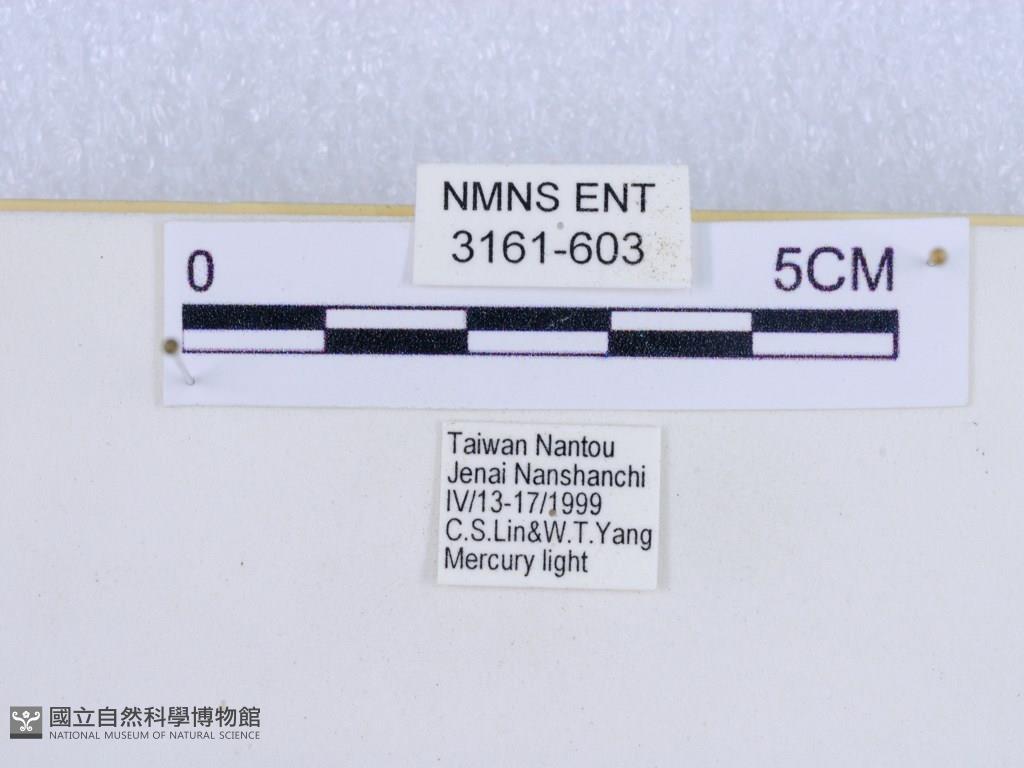 NMNS ENT
3161-603
0
5CM
Taiwan Nantou
Jenai Nanshanchi
IV/13-17/1999
C.S.Lin&W.T.Yang
Mercury light
國立自然科學博物館
NATIONAL MUSEUM OF NATURAL SCIENCE